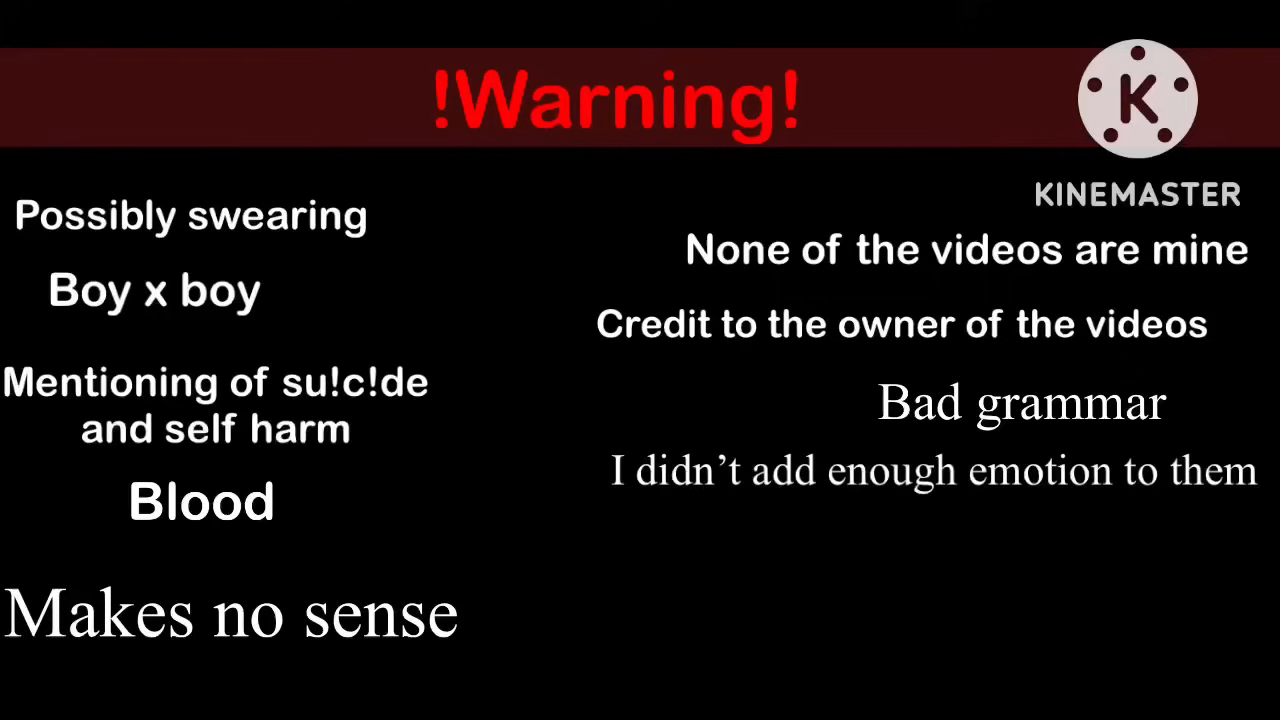 !Warning!
K
KINEMASTER
Possibly swearing
Boy x boy
Mentioning of su!c!de
and self harm
Blood
Makes no sense
None of the videos are mine
Credit to the owner of the videos
Bad grammar
I didn’t add enough emotion to them